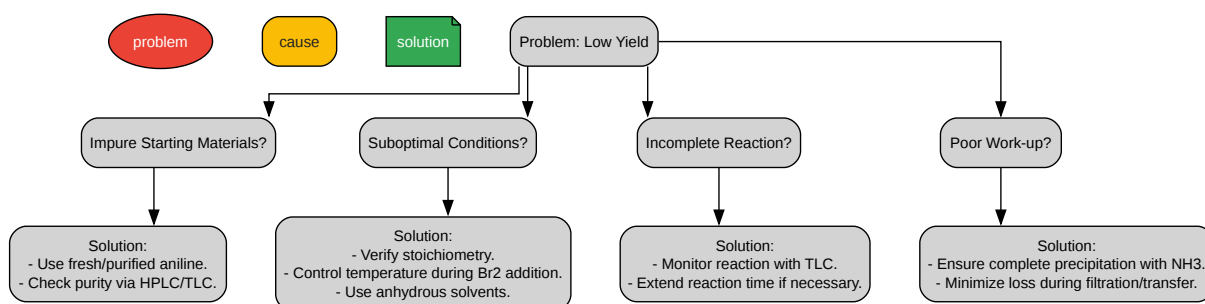 problem
cause
solution
Problem: Low Yield
Impure Starting Materials?
Suboptimal Conditions?
Incomplete Reaction?
Poor Work-up?
Solution:
- Use fresh/purified aniline.
- Check purity via HPLC/TLC.
Solution:
- Verify stoichiometry.
- Control temperature during Br2 addition.
- Use anhydrous solvents.
Solution:
- Monitor reaction with TLC.
- Extend reaction time if necessary.
Solution:
- Ensure complete precipitation with NH3.
- Minimize loss during filtration/transfer.